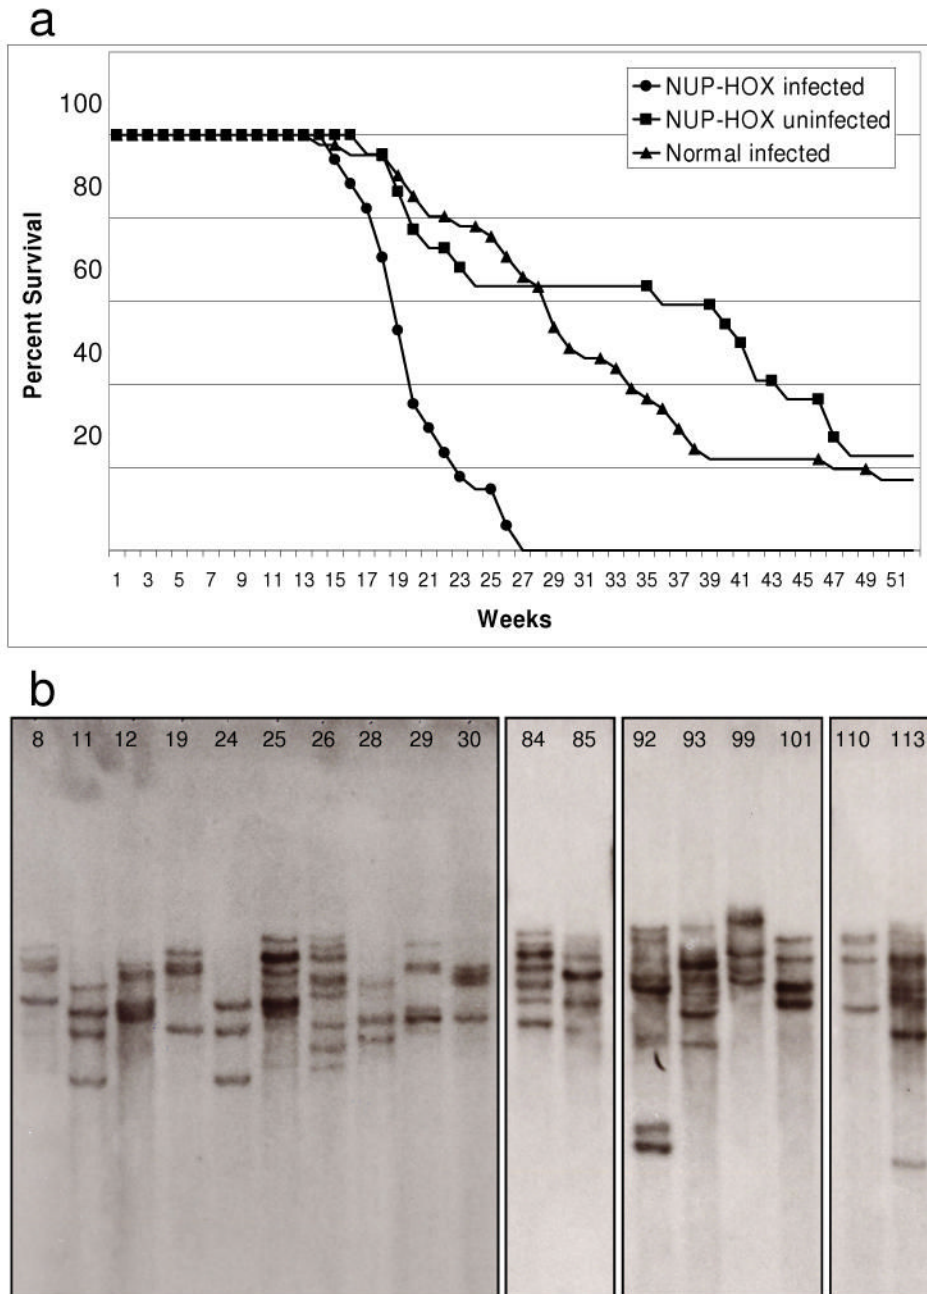 a
NUP-HOX infected
NUP-HOX uninfected
Normal infected
Percent Survival
100
80
60
40
20
1 3 5 7 9 11 13 15 17 19 21 23 25 27 29 31 33 35 37 39 41 43 45 47 49 51
Weeks
b
8 11 12 19 24 25 26 28 29 30 84 85 92 93 99 101 110 113